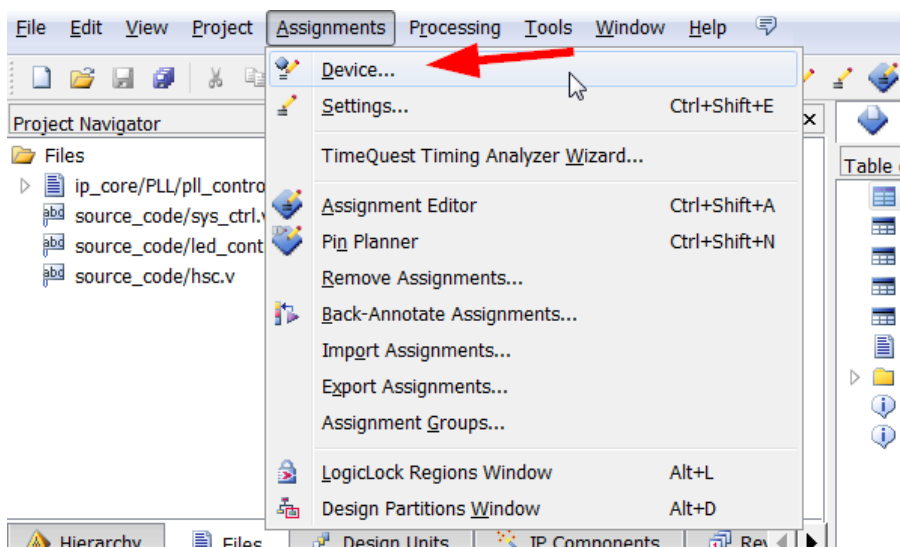 File Edit View Project Assignments Processing Tools Window Help
Device...
Settings... Ctrl+Shift+E
Project Navigator
TimeQuest Timing Analyzer Wizard...
Files
Table
ip_core/PLL/pll_contro
Assignment Editor Ctrl+Shift+A
source_code/sys_ctrl.v
Pin Planner Ctrl+Shift+N
source_code/led_cont
Remove Assignments...
source_code/hsc.v
Back-Annotate Assignments...
Import Assignments...
Export Assignments...
Assignment Groups...
LogicLock Regions Window Alt+L
Design Partitions Window Alt+D
Hierarchy Files Design Units IP Components Rev